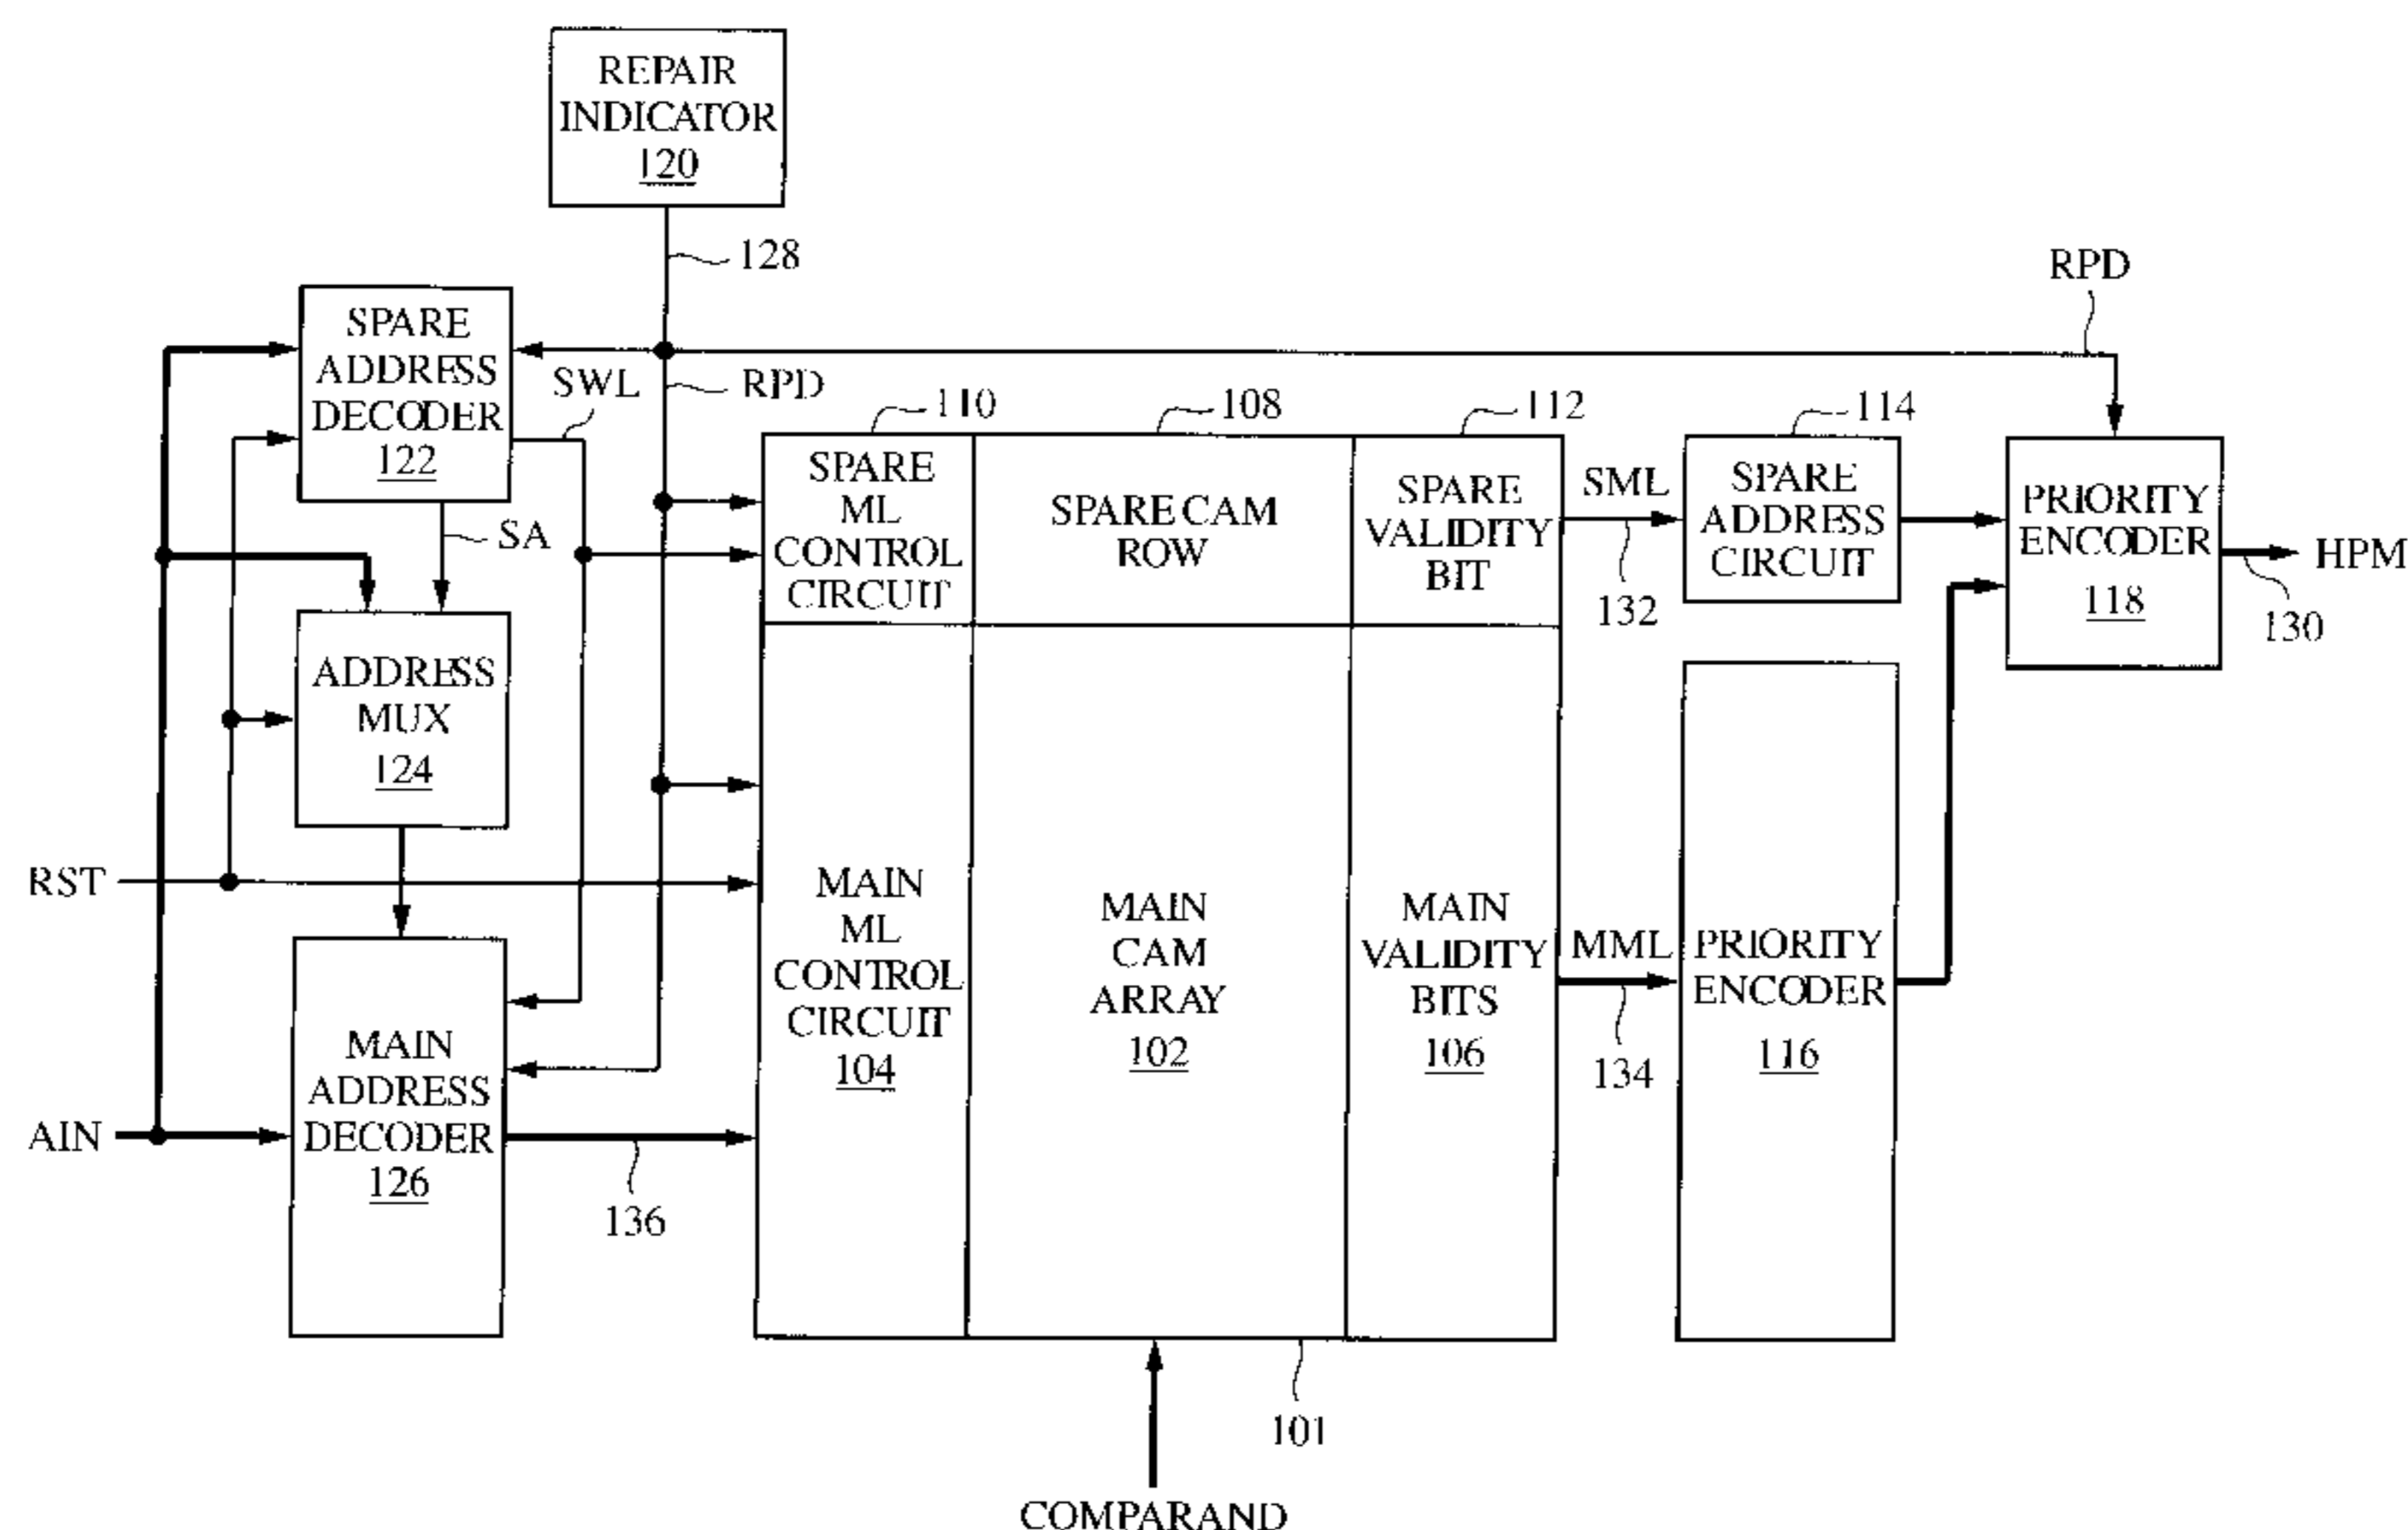 REPAIR
INDICATOR
120
128
RPD
SPARE
ADDRESS
DECODER
122
SWL
RPD
110
108
112
114
SA
SPARE
ML
CONTROL
CIRCUIT
SPARE CAM
ROW
SPARE
VALIDITY
BIT
SML
132
SPARE
ADDRESS
CIRCUIT
PRIORITY
ENCODER
118
HPM
130
ADDRESS
MUX
124
RST
MAIN
ML
CONTROL
CIRCUIT
104
MAIN
CAM
ARRAY
102
MAIN
VALIDITY
BITS
106
MML
134
PRIORITY
ENCODER
116
AIN
MAIN
ADDRESS
DECODER
126
136
101
COMPARAND